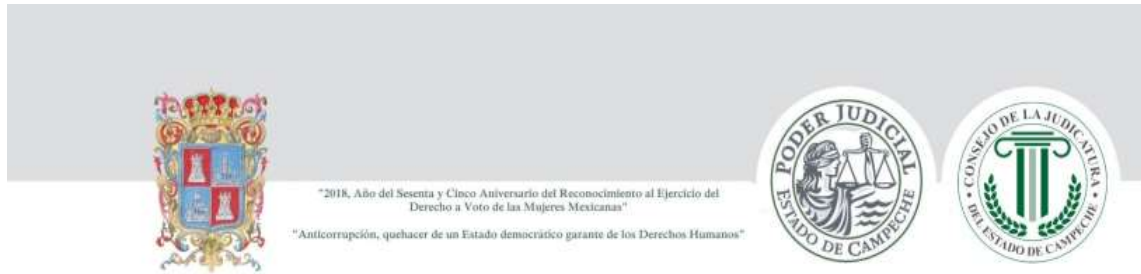 "2018, Año del Sesenta y Cinco Aniversario del Reconocimiento al Ejercicio del
Derecho a Voto de las Mujeres Mexicanas"
"Anticorrupción, quehacer de un Estado democrático garante de los Derechos Humanos"
PODER JUDICIAL
ESTADO DE CAMPECHE
CONSEJO DE LA JUDICATURA
DEL ESTADO DE CAMPECHE